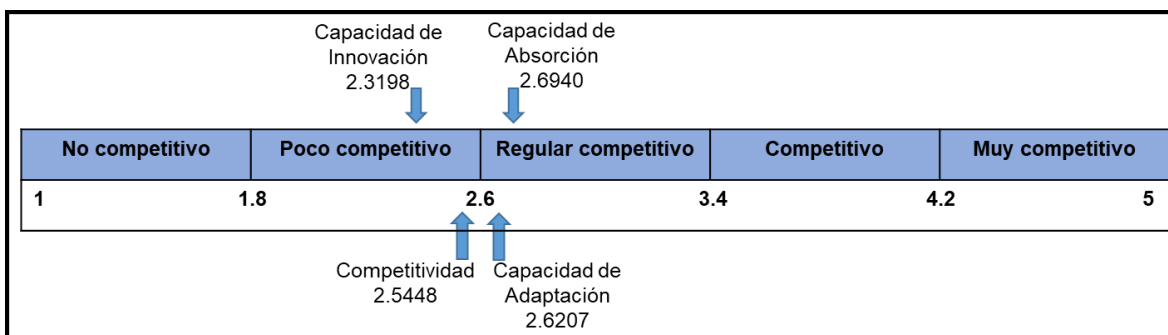 Capacidad de
Innovación
2.3198
Capacidad de
Absorción
2.6940
No competitivo
Poco competitivo
Regular competitivo
Competitivo
Muy competitivo
1
1.8
2.6
3.4
4.2
5
Competitividad
2.5448
Capacidad de
Adaptación
2.6207